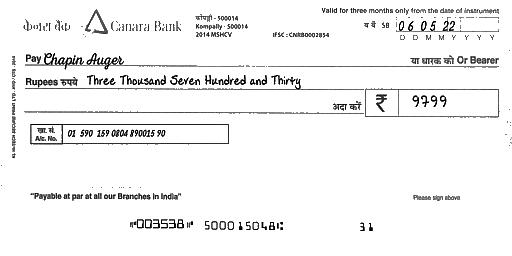 केनरा बैंक Canara Bank
कोंपल्ली - 500014
Kompally - 500014
2014 MSHCV
IFSC : CNRB0002854
Valid for three months only from the date of instrument
SB 06 05 22
D D M M Y Y Y Y
Pay Chapin Auger या धारक को Or Bearer
Rupees रुपये Three Thousand Seven Hundred and Thirty
अदा करें ₹ 9799
खा. सं.
A/c. No. 01 590 159 0804 890015 90
"Payable at par at all our Branches in India"
Please sign above
⑈003538⑈ 500015048⑆ 31